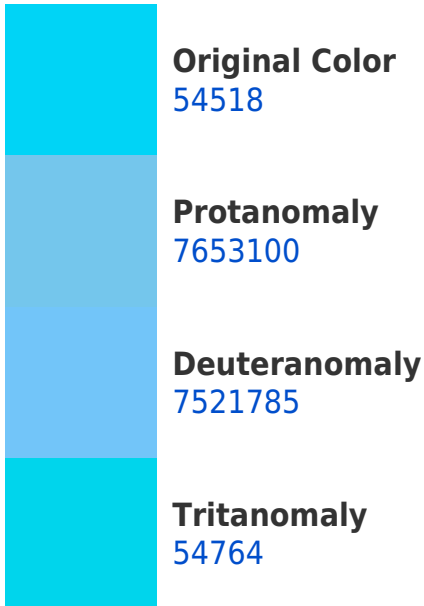 Original Color
54518
Protanomaly
7653100
Deuteranomaly
7521785
Tritanomaly
54764